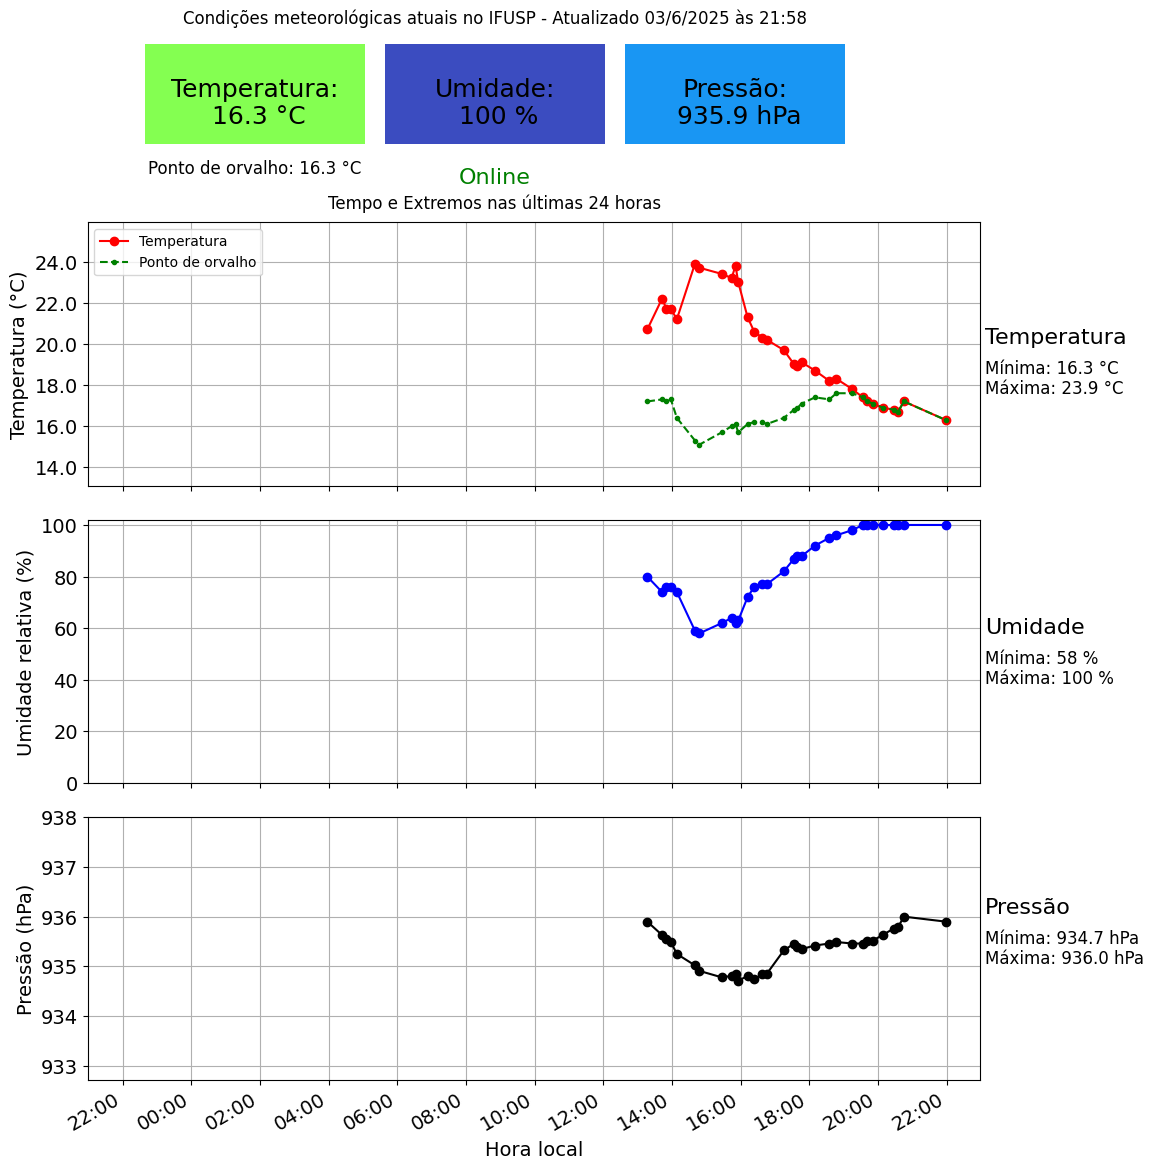 Condições meteorológicas atuais no IFUSP - Atualizado 03/6/2025 às 21:58
Temperatura:
16.3 °C
Umidade:
100 %
Pressão:
935.9 hPa
Ponto de orvalho: 16.3 °C
Online
Tempo e Extremos nas últimas 24 horas
Temperatura
Ponto de orvalho
Temperatura (°C)
24.0
22.0
20.0
18.0
16.0
14.0
Temperatura
Mínima: 16.3 °C
Máxima: 23.9 °C
Umidade relativa (%)
100
80
60
40
20
0
Umidade
Mínima: 58 %
Máxima: 100 %
Pressão (hPa)
938
937
936
935
934
933
Pressão
Mínima: 934.7 hPa
Máxima: 936.0 hPa
22:00 00:00 02:00 04:00 06:00 08:00 10:00 12:00 14:00 16:00 18:00 20:00 22:00
Hora local